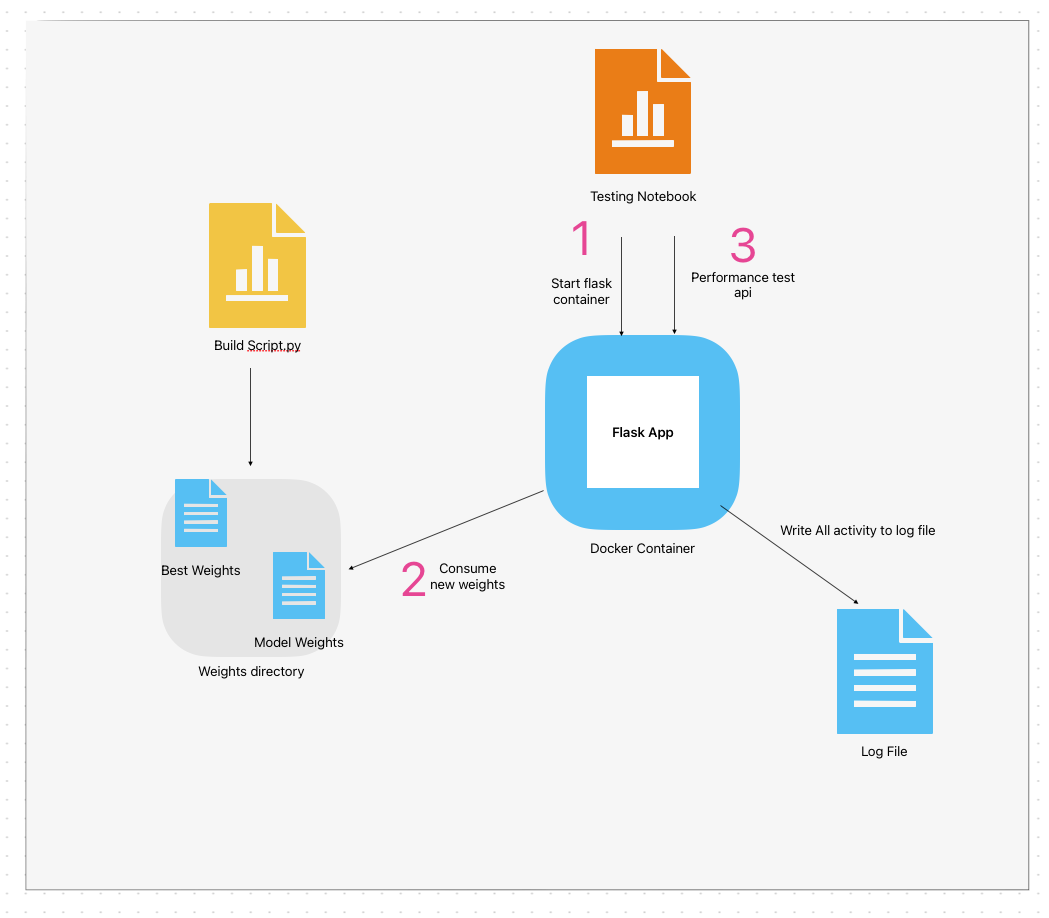 Testing Notebook
1
Start flask
container
3
Performance test
api
Build Script.py
Flask App
Docker Container
Best Weights
Model Weights
Weights directory
2
Consume
new weights
Write All activity to log file
Log File